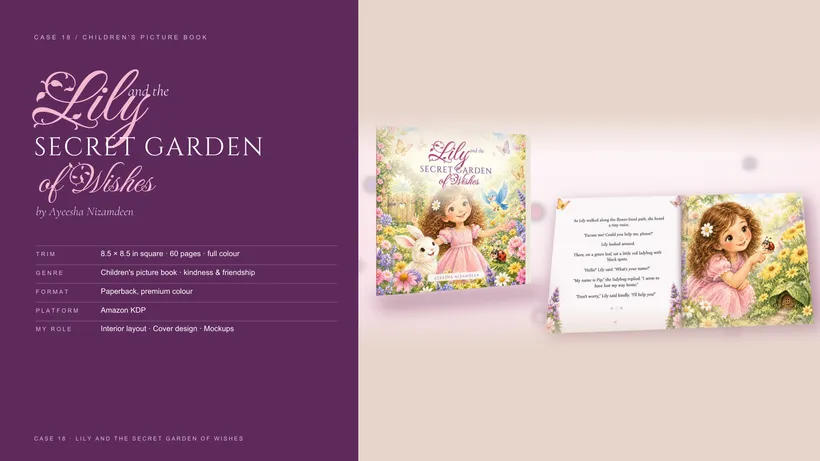 CASE 18 / CHILDREN'S PICTURE BOOK
Lily and the
SECRET GARDEN
of Wishes
by Ayeesha Nizamdeen
TRIM 8.5 × 8.5 in square · 60 pages · full colour
GENRE Children's picture book · kindness & friendship
FORMAT Paperback, premium colour
PLATFORM Amazon KDP
MY ROLE Interior layout · Cover design · Mockups
CASE 18 · LILY AND THE SECRET GARDEN OF WISHES
Lily and the
SECRET GARDEN
of Wishes
AYEESHA NIZAMDEEN
As Lily walked along the flower-lined path, she heard
a tiny voice.
"Excuse me! Could you help me, please?"
Lily looked around.
There, on a green leaf, sat a little red ladybug with
black spots.
"Hello!" Lily said. "What's your name?"
"My name is Pip," the ladybug replied. "I seem to
have lost my way home."
"Don't worry," Lily said kindly. "I'll help you!"